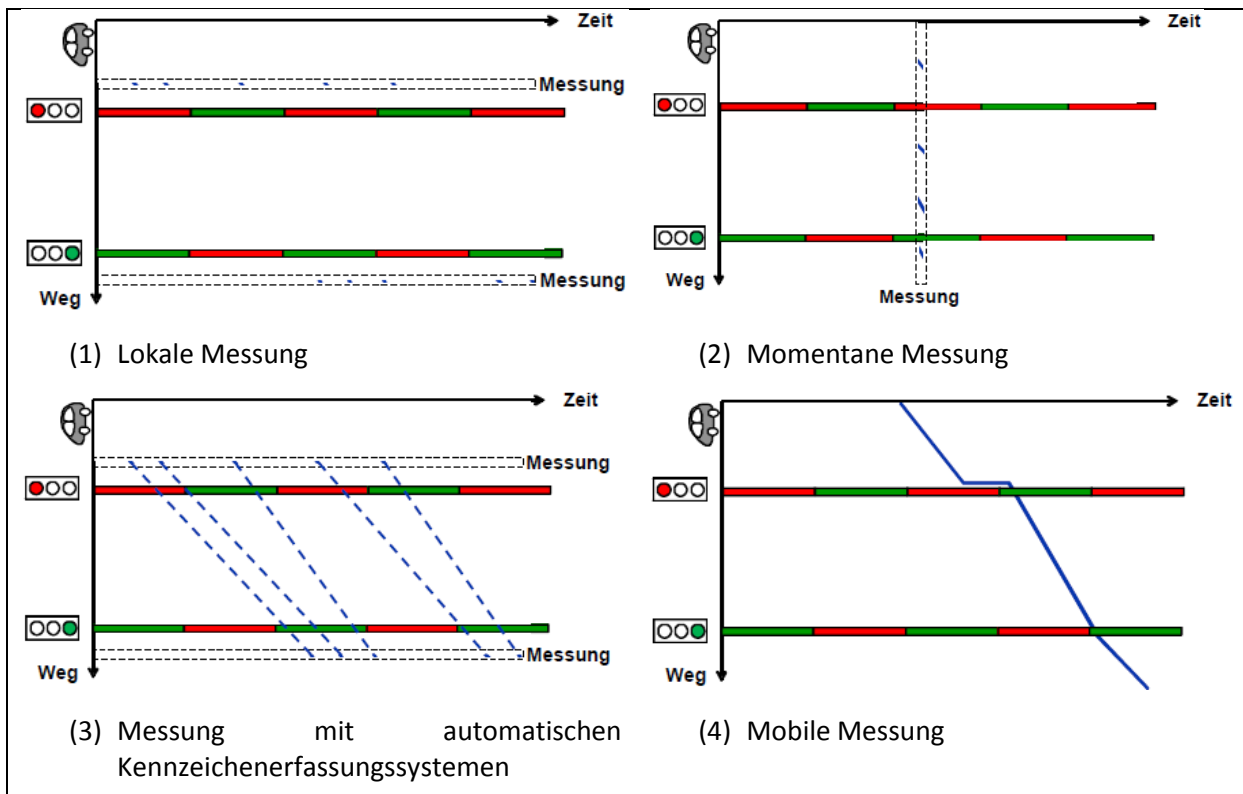 Zeit
Messung
Messung
Weg
(1) Lokale Messung
Zeit
Weg
Messung
(2) Momentane Messung
Zeit
Messung
Messung
Weg
(3) Messung mit automatischen
Kennzeichenerfassungssystemen
Zeit
Weg
(4) Mobile Messung